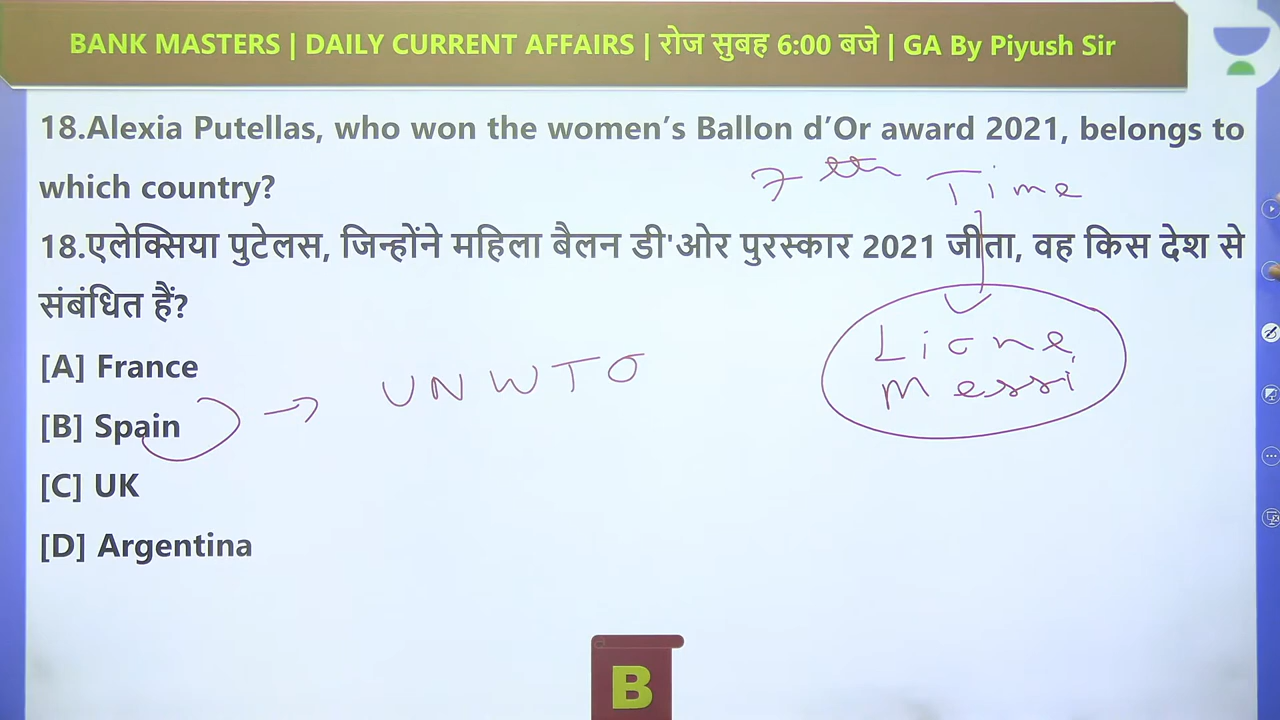 BANK MASTERS | DAILY CURRENT AFFAIRS | रोज सुबह 6:00 बजे | GA By Piyush Sir
18.Alexia Putellas, who won the women's Ballon d'Or award 2021, belongs to
which country?
7th Time
18.एलेक्सिया पुटेलस, जिन्होंने महिला बैलन डी'ओर पुरस्कार 2021 जीता, वह किस देश से
संबंधित हैं?
Lione
Messi
[A] France
[B] Spain → UNWTO
[C] UK
[D] Argentina
B